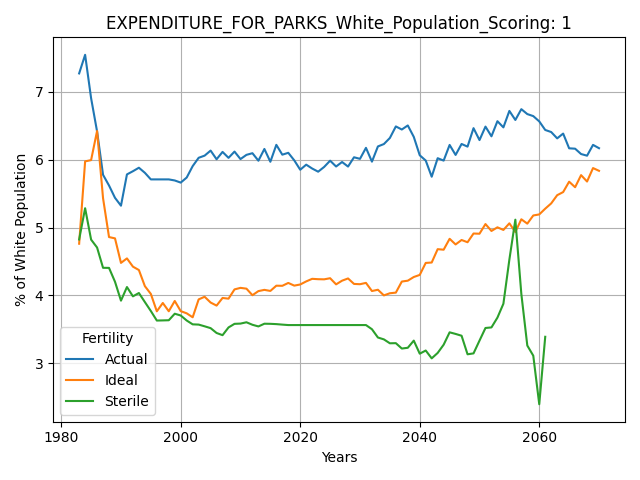 EXPENDITURE_FOR_PARKS_White_Population_Scoring: 1
% of White Population
7
6
5
4
3
Fertility
Actual
Ideal
Sterile
1980 2000 2020 2040 2060
Years